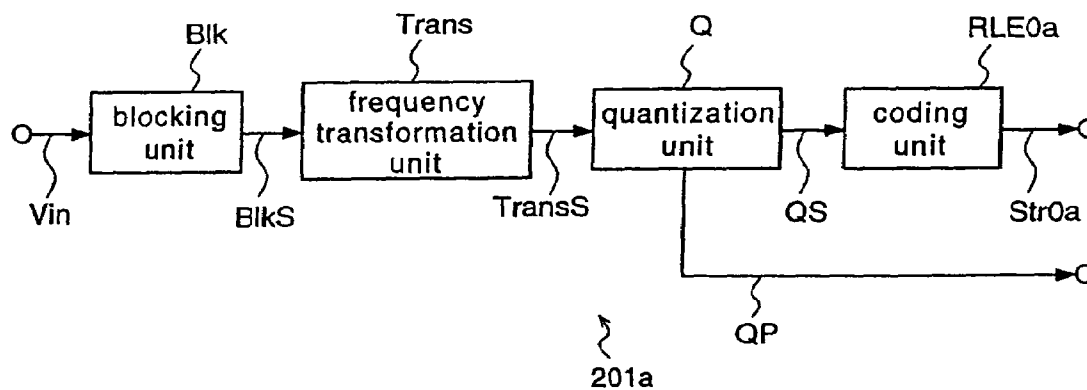 Blk
Trans
Q
RLE0a
blocking
unit
frequency
transformation
unit
quantization
unit
coding
unit
Vin
BlkS
TransS
QS
Str0a
QP
201a